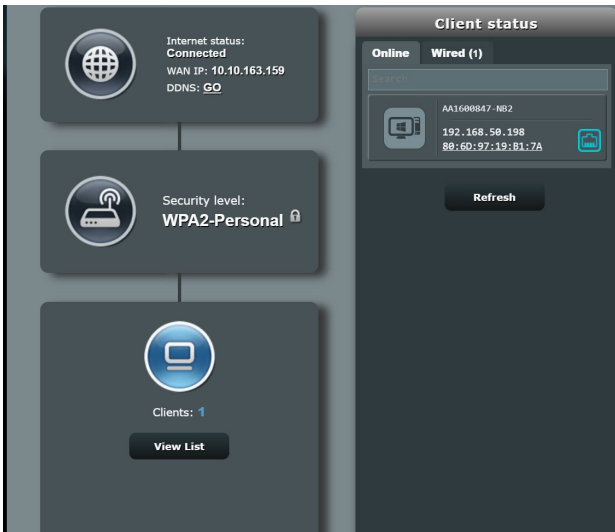 Internet status:
Connected
WAN IP: 10.10.163.159
DDNS: GO
Security level:
WPA2-Personal
Clients: 1
View List
Client status
Online Wired (1)
Search
AA1600847-NB2
192.168.50.198
80:6D:97:19:B1:7A
Refresh